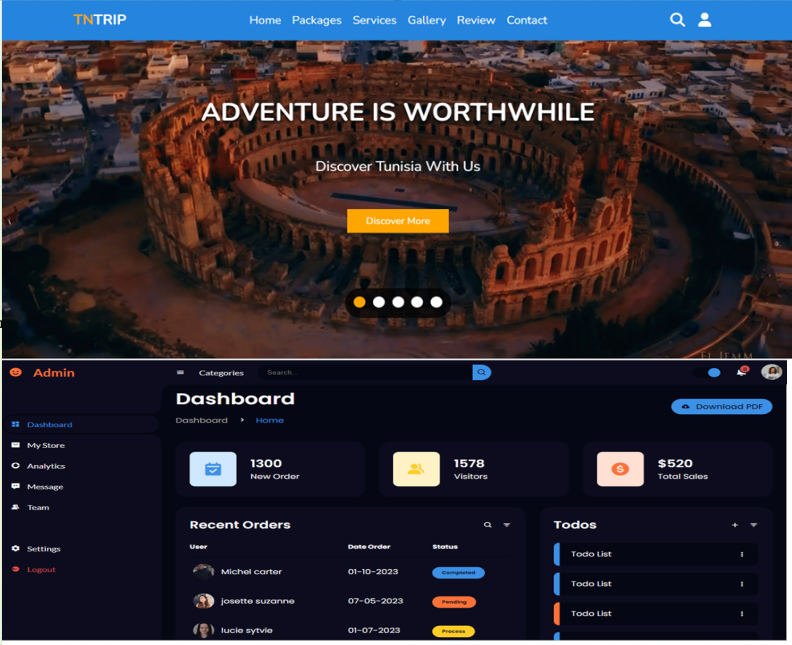 TNTRIP
Home Packages Services Gallery Review Contact
ADVENTURE IS WORTHWHILE
Discover Tunisia With Us
Discover More
EL JEMM
Admin
Categories
Search...
Dashboard
Dashboard > Home
Download PDF
Dashboard
My Store
Analytics
Message
Team
Settings
Logout
1300
New Order
1578
Visitors
$520
Total Sales
Recent Orders
User Date Order Status
Michel carter 01-10-2023 Completed
josette suzanne 07-05-2023 Pending
lucie sytvie 01-07-2023 Process
Todos
Todo List
Todo List
Todo List